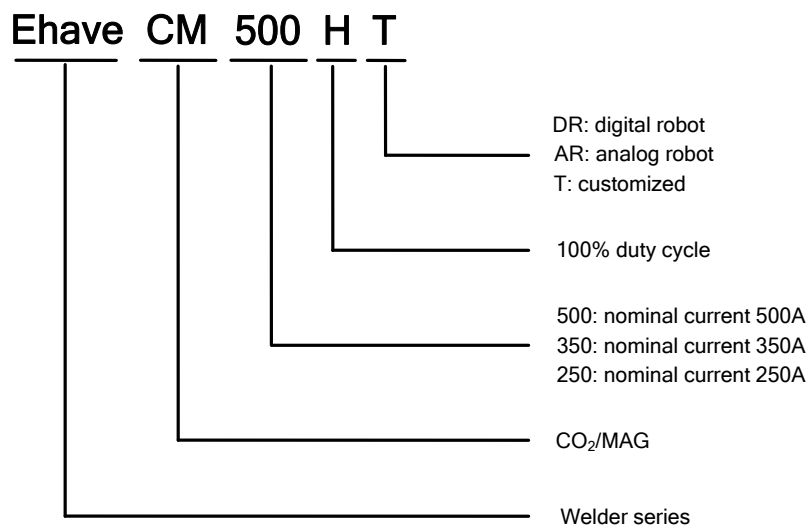 Ehave CM 500 H T
DR: digital robot
AR: analog robot
T: customized
100% duty cycle
500: nominal current 500A
350: nominal current 350A
250: nominal current 250A
CO₂/MAG
Welder series